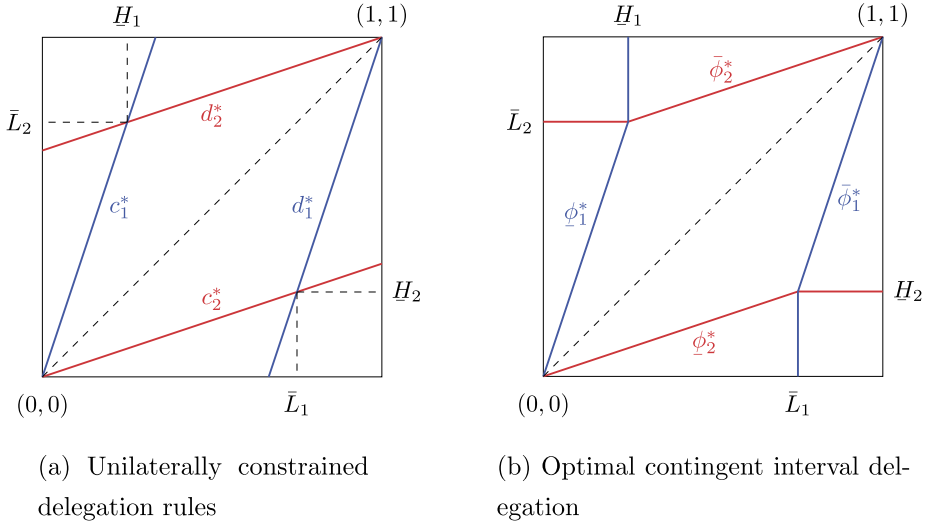 H̲₁
(1, 1)
L̄₂
d₂*
c₁*
d₁*
c₂*
H̲₂
(0, 0)
L̄₁
(a) Unilaterally constrained
delegation rules
H̲₁
(1, 1)
ϕ̄₂*
L̄₂
ϕ̲₁*
ϕ̄₁*
H̲₂
ϕ̲₂*
(0, 0)
L̄₁
(b) Optimal contingent interval del-
egation